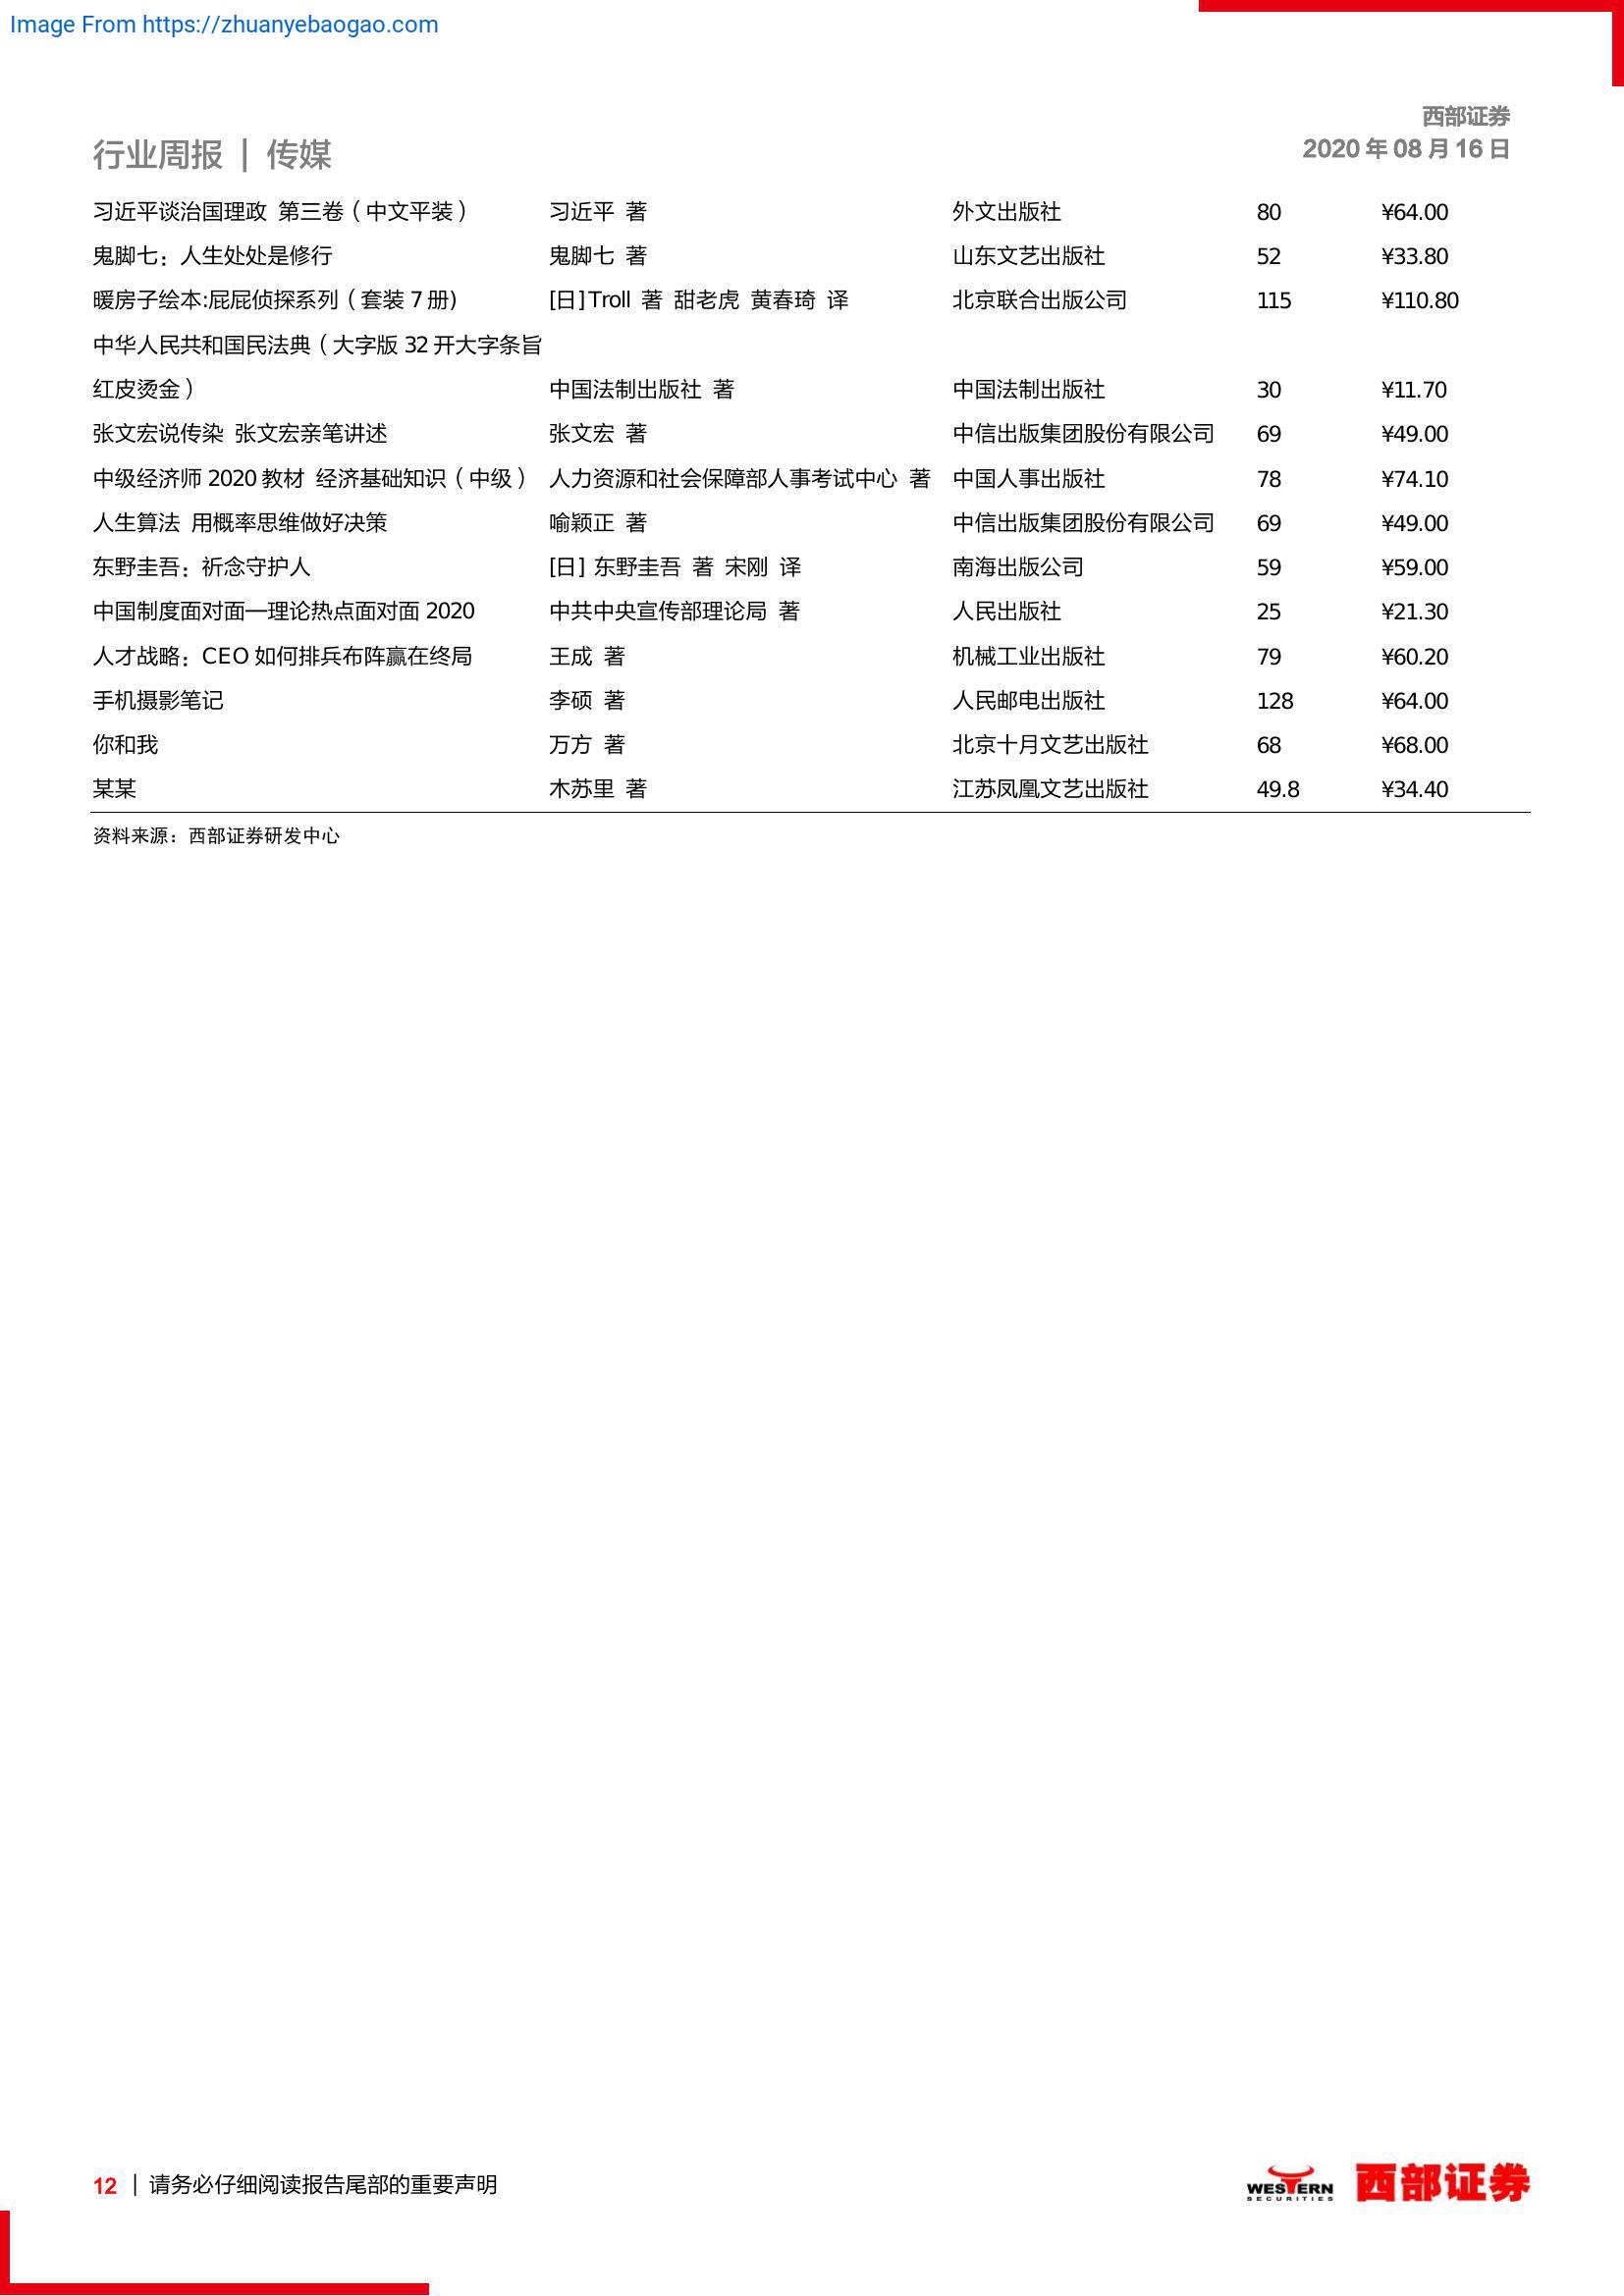 Image From https://zhuanyebaogao.com
西部证券
行业周报 | 传媒
2020 年 08 月 16 日
习近平谈治国理政 第三卷（中文平装） 习近平 著 外文出版社 80 ¥64.00
鬼脚七：人生处处是修行 鬼脚七 著 山东文艺出版社 52 ¥33.80
暖房子绘本:屁屁侦探系列（套装 7 册) [日]Troll 著 甜老虎 黄春琦 译 北京联合出版公司 115 ¥110.80
中华人民共和国民法典（大字版 32 开大字条旨
红皮烫金） 中国法制出版社 著 中国法制出版社 30 ¥11.70
张文宏说传染 张文宏亲笔讲述 张文宏 著 中信出版集团股份有限公司 69 ¥49.00
中级经济师 2020 教材 经济基础知识（中级） 人力资源和社会保障部人事考试中心 著 中国人事出版社 78 ¥74.10
人生算法 用概率思维做好决策 喻颖正 著 中信出版集团股份有限公司 69 ¥49.00
东野圭吾：祈念守护人 [日] 东野圭吾 著 宋刚 译 南海出版公司 59 ¥59.00
中国制度面对面—理论热点面对面 2020 中共中央宣传部理论局 著 人民出版社 25 ¥21.30
人才战略：CEO 如何排兵布阵赢在终局 王成 著 机械工业出版社 79 ¥60.20
手机摄影笔记 李硕 著 人民邮电出版社 128 ¥64.00
你和我 万方 著 北京十月文艺出版社 68 ¥68.00
某某 木苏里 著 江苏凤凰文艺出版社 49.8 ¥34.40
资料来源：西部证券研发中心
12 | 请务必仔细阅读报告尾部的重要声明
WESTERN
SECURITIES
西部证券